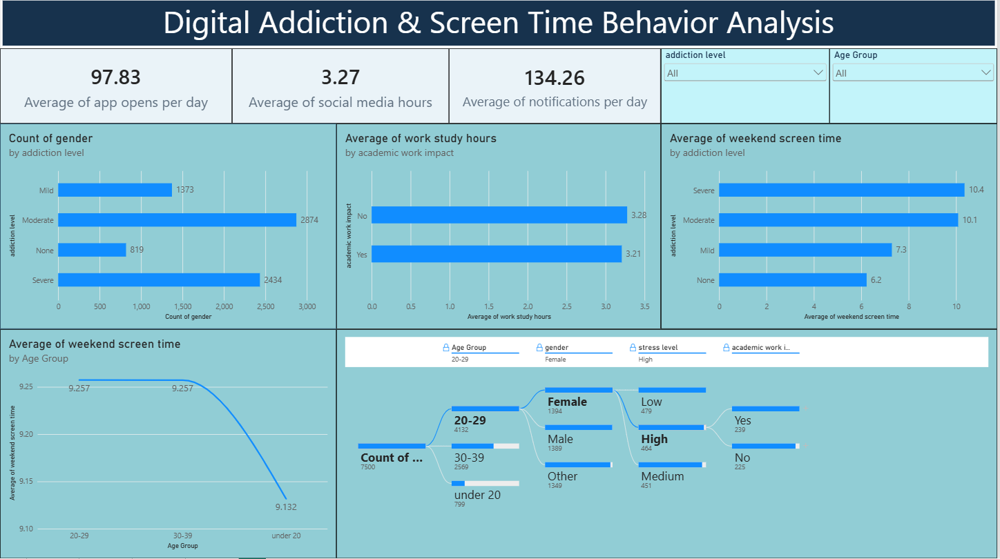 Digital Addiction & Screen Time Behavior Analysis
97.83
Average of app opens per day
3.27
Average of social media hours
134.26
Average of notifications per day
addiction level
All
Age Group
All
Count of gender
by addiction level
addiction level
Mild
1373
Moderate
2874
None
819
Severe
2434
0 500 1,000 1,500 2,000 2,500 3,000
Count of gender
Average of work study hours
by academic work impact
academic work impact
No
3.28
Yes
3.21
0.0 0.5 1.0 1.5 2.0 2.5 3.0 3.5
Average of work study hours
Average of weekend screen time
by addiction level
addiction level
Severe
10.4
Moderate
10.1
Mild
7.3
None
6.2
0 2 4 6 8 10
Average of weekend screen time
Average of weekend screen time
by Age Group
Average of weekend screen time
9.25
9.20
9.15
9.10
9.257
9.257
9.132
20-29 30-39 under 20
Age Group
Age Group
20-29
gender
Female
stress level
High
academic work i...
Count of ...
7500
20-29
4132
30-39
2569
under 20
799
Female
1394
Male
1389
Other
1349
Low
479
High
464
Medium
451
Yes
239
No
225